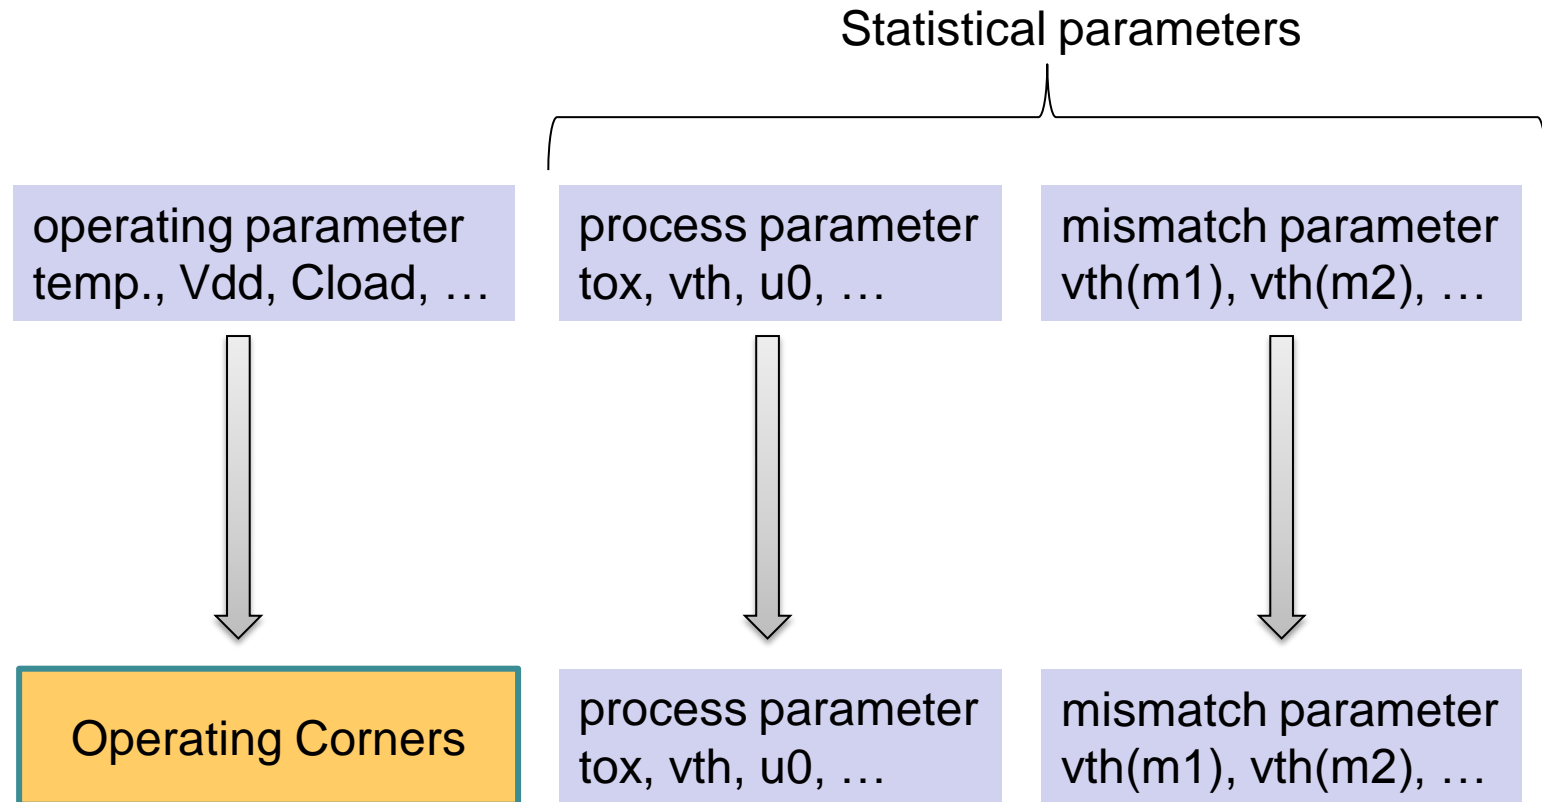 Statistical parameters
operating parameter
temp., Vdd, Cload, …
process parameter
tox, vth, u0, …
mismatch parameter
vth(m1), vth(m2), …
Operating Corners
process parameter
tox, vth, u0, …
mismatch parameter
vth(m1), vth(m2), …